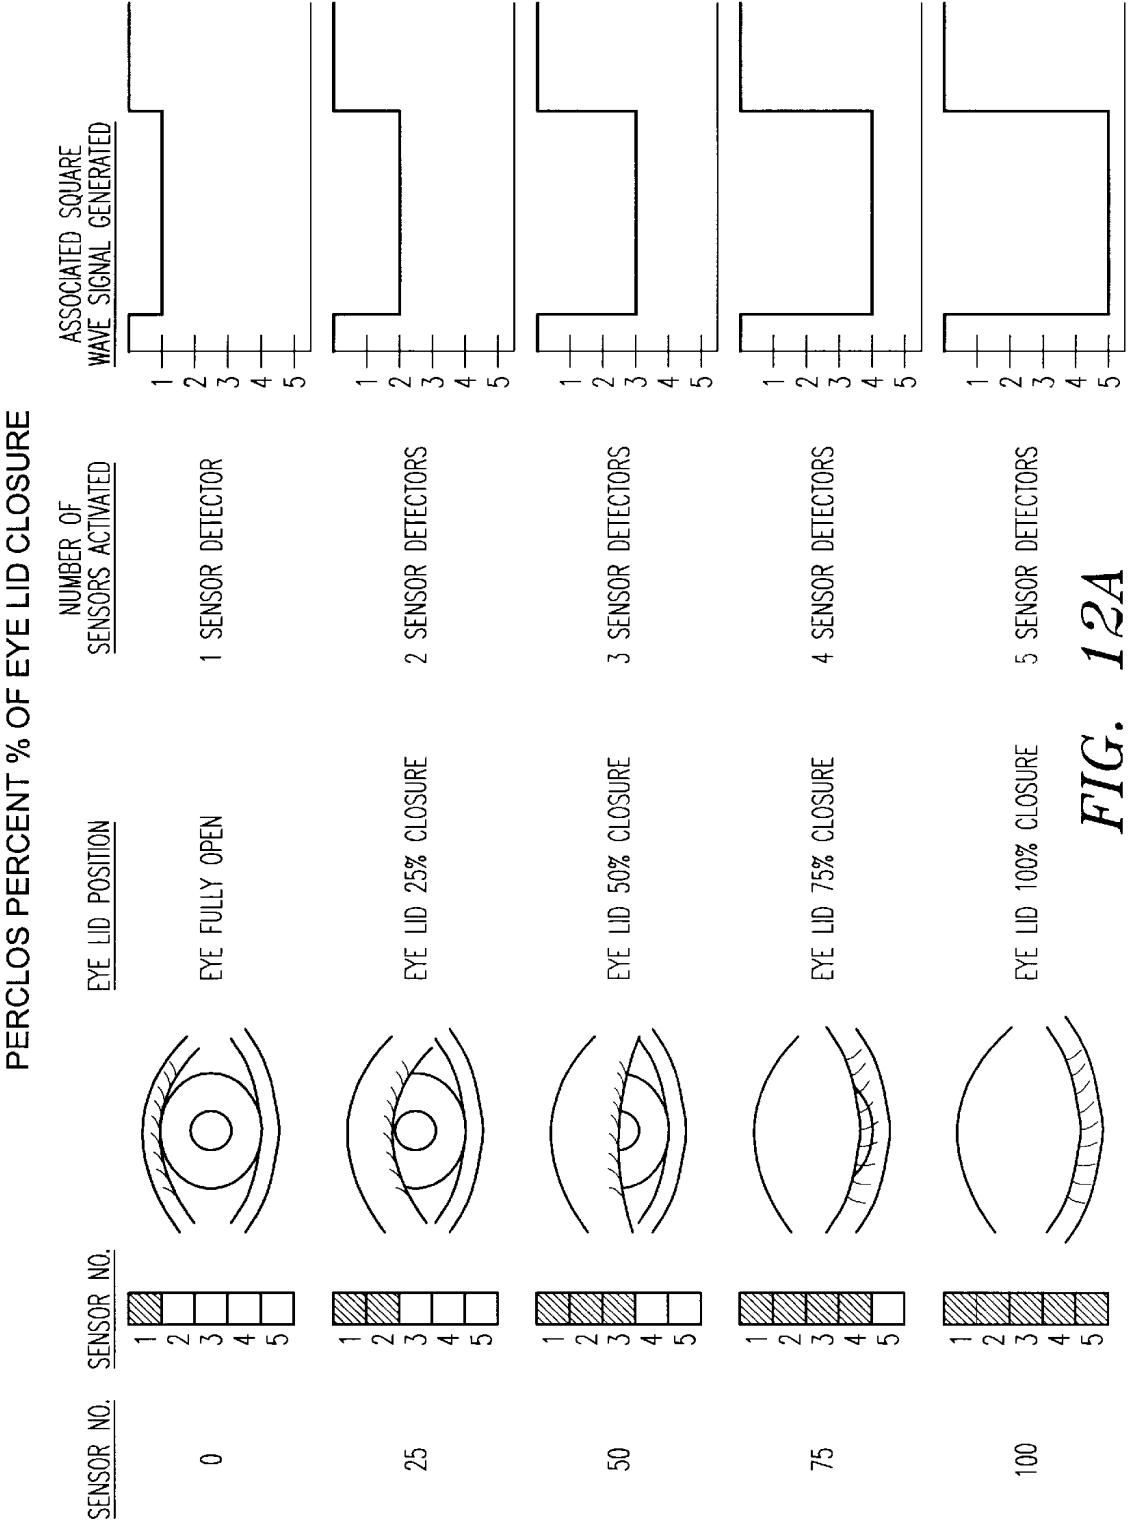 PERCLOS PERCENT % OF EYE LID CLOSURE
SENSOR NO.
SENSOR NO.
EYE LID POSITION
NUMBER OF
SENSORS ACTIVATED
ASSOCIATED SQUARE
WAVE SIGNAL GENERATED
0
1
2
3
4
5
EYE FULLY OPEN
1 SENSOR DETECTOR
1
2
3
4
5
25
1
2
3
4
5
EYE LID 25% CLOSURE
2 SENSOR DETECTORS
1
2
3
4
5
50
1
2
3
4
5
EYE LID 50% CLOSURE
3 SENSOR DETECTORS
1
2
3
4
5
75
1
2
3
4
5
EYE LID 75% CLOSURE
4 SENSOR DETECTORS
1
2
3
4
5
100
1
2
3
4
5
EYE LID 100% CLOSURE
5 SENSOR DETECTORS
1
2
3
4
5
FIG. 12A